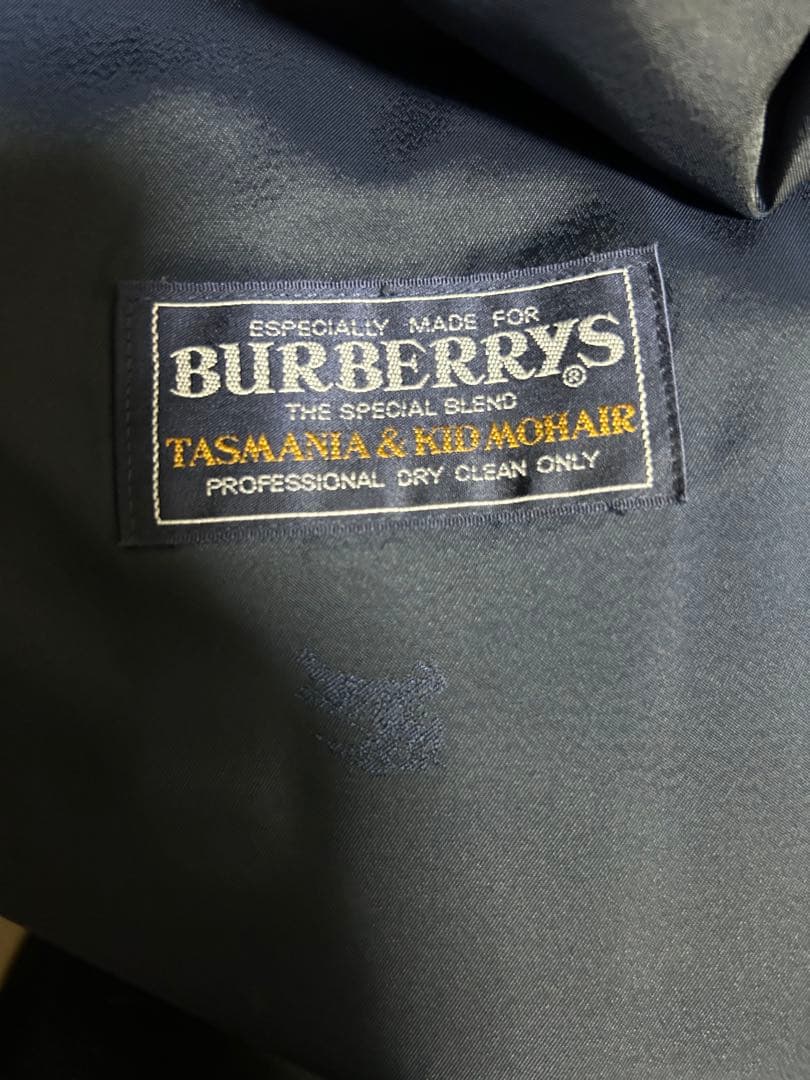 ESPECIALLY MADE FOR
BURBERRYS®
THE SPECIAL BLEND
TASMANIA & KID MOHAIR
PROFESSIONAL DRY CLEAN ONLY